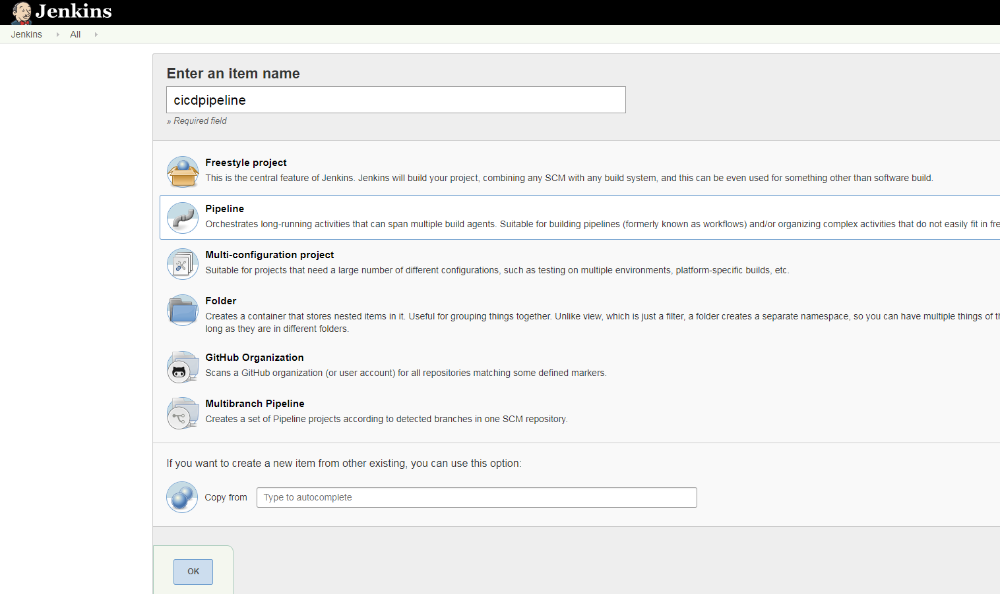 Jenkins
Jenkins
All
Enter an item name
cicdpipeline
» Required field
Freestyle project
This is the central feature of Jenkins. Jenkins will build your project, combining any SCM with any build system, and this can be even used for something other than software build.
Pipeline
Orchestrates long-running activities that can span multiple build agents. Suitable for building pipelines (formerly known as workflows) and/or organizing complex activities that do not easily fit in fre
Multi-configuration project
Suitable for projects that need a large number of different configurations, such as testing on multiple environments, platform-specific builds, etc.
Folder
Creates a container that stores nested items in it. Useful for grouping things together. Unlike view, which is just a filter, a folder creates a separate namespace, so you can have multiple things of th
long as they are in different folders.
GitHub Organization
Scans a GitHub organization (or user account) for all repositories matching some defined markers.
Multibranch Pipeline
Creates a set of Pipeline projects according to detected branches in one SCM repository.
If you want to create a new item from other existing, you can use this option:
Copy from
Type to autocomplete
OK